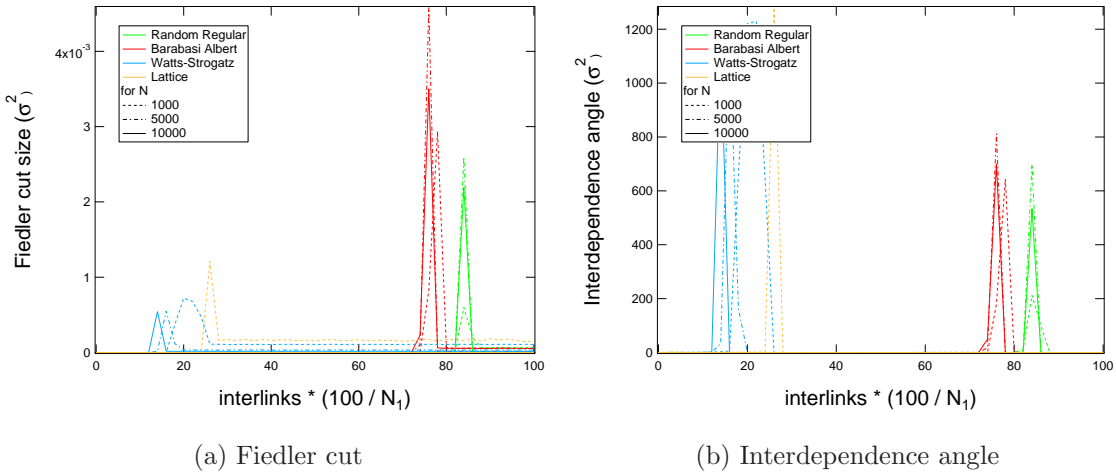 Fiedler cut size (σ²)
4x10⁻³
3
2
1
0
Random Regular
Barabasi Albert
Watts-Strogatz
Lattice
for N
1000
5000
10000
0 20 40 60 80 100
interlinks * (100 / N₁)
(a) Fiedler cut
Interdependence angle (σ²)
1200
1000
800
600
400
200
0
Random Regular
Barabasi Albert
Watts-Strogatz
Lattice
for N
1000
5000
10000
0 20 40 60 80 100
interlinks * (100 / N₁)
(b) Interdependence angle